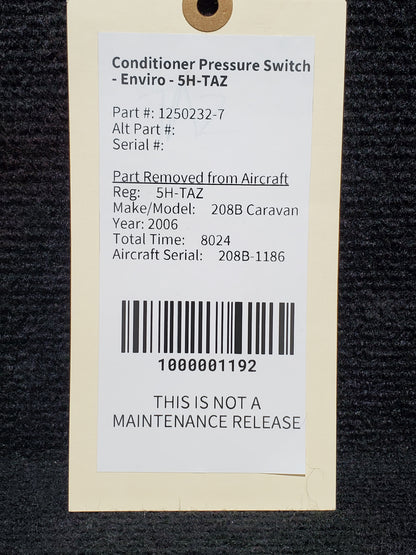 Conditioner Pressure Switch
- Enviro - 5H-TAZ
Part #: 1250232-7
Alt Part #:
Serial #:
Part Removed from Aircraft
Reg: 5H-TAZ
Make/Model: 208B Caravan
Year: 2006
Total Time: 8024
Aircraft Serial: 208B-1186
1000001192
THIS IS NOT A
MAINTENANCE RELEASE